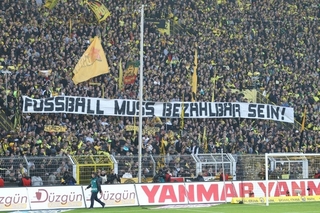 FUSSBALL MUSS BEZAHLBAR SEIN!
Düzgün Düzgün YANMAR YANMAR